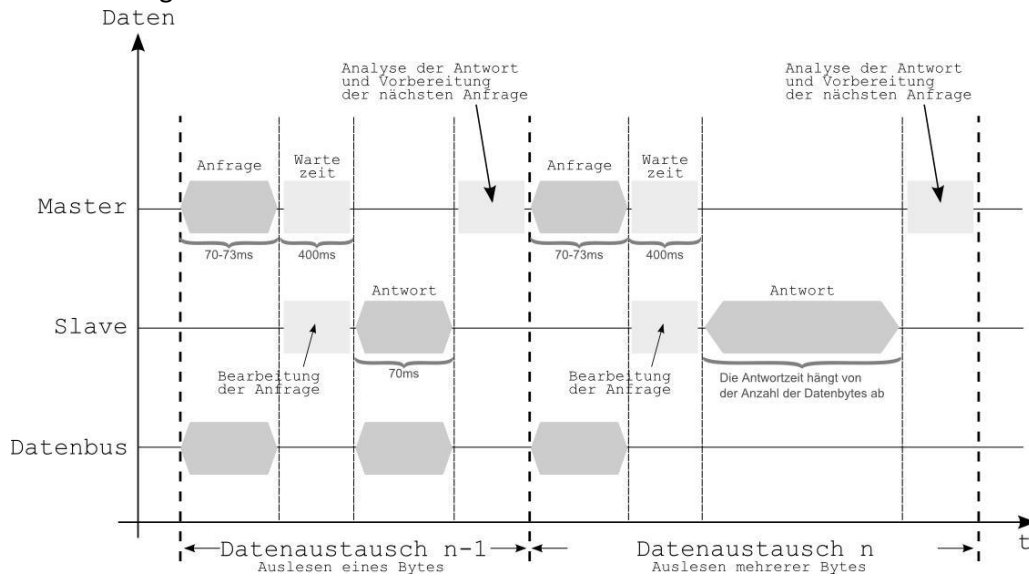 Daten
Analyse der Antwort
und Vorbereitung
der nächsten Anfrage
Analyse der Antwort
und Vorbereitung
der nächsten Anfrage
Anfrage
Warte
zeit
Anfrage
Warte
zeit
Master
70-73ms
400ms
70-73ms
400ms
Antwort
Antwort
Slave
70ms
Bearbeitung
der Anfrage
Bearbeitung
der Anfrage
Die Antwortzeit hängt von
der Anzahl der Datenbytes ab
Datenbus
t
Datenaustausch n-1
Auslesen eines Bytes
Datenaustausch n
Auslesen mehrerer Bytes